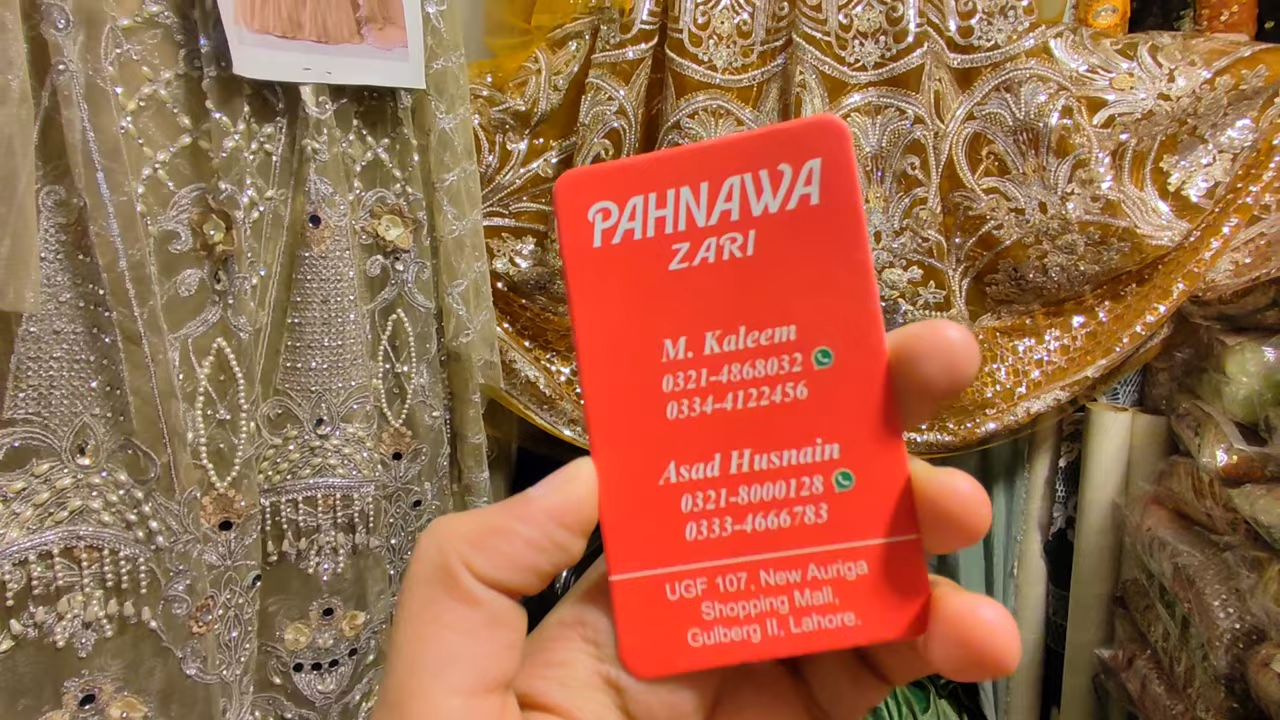 PAHNAWA
ZARI
M. Kaleem
0321-4868032
0334-4122456
Asad Husnain
0321-8000128
0333-4666783
UGF 107, New Auriga
Shopping Mall,
Gulberg II, Lahore.